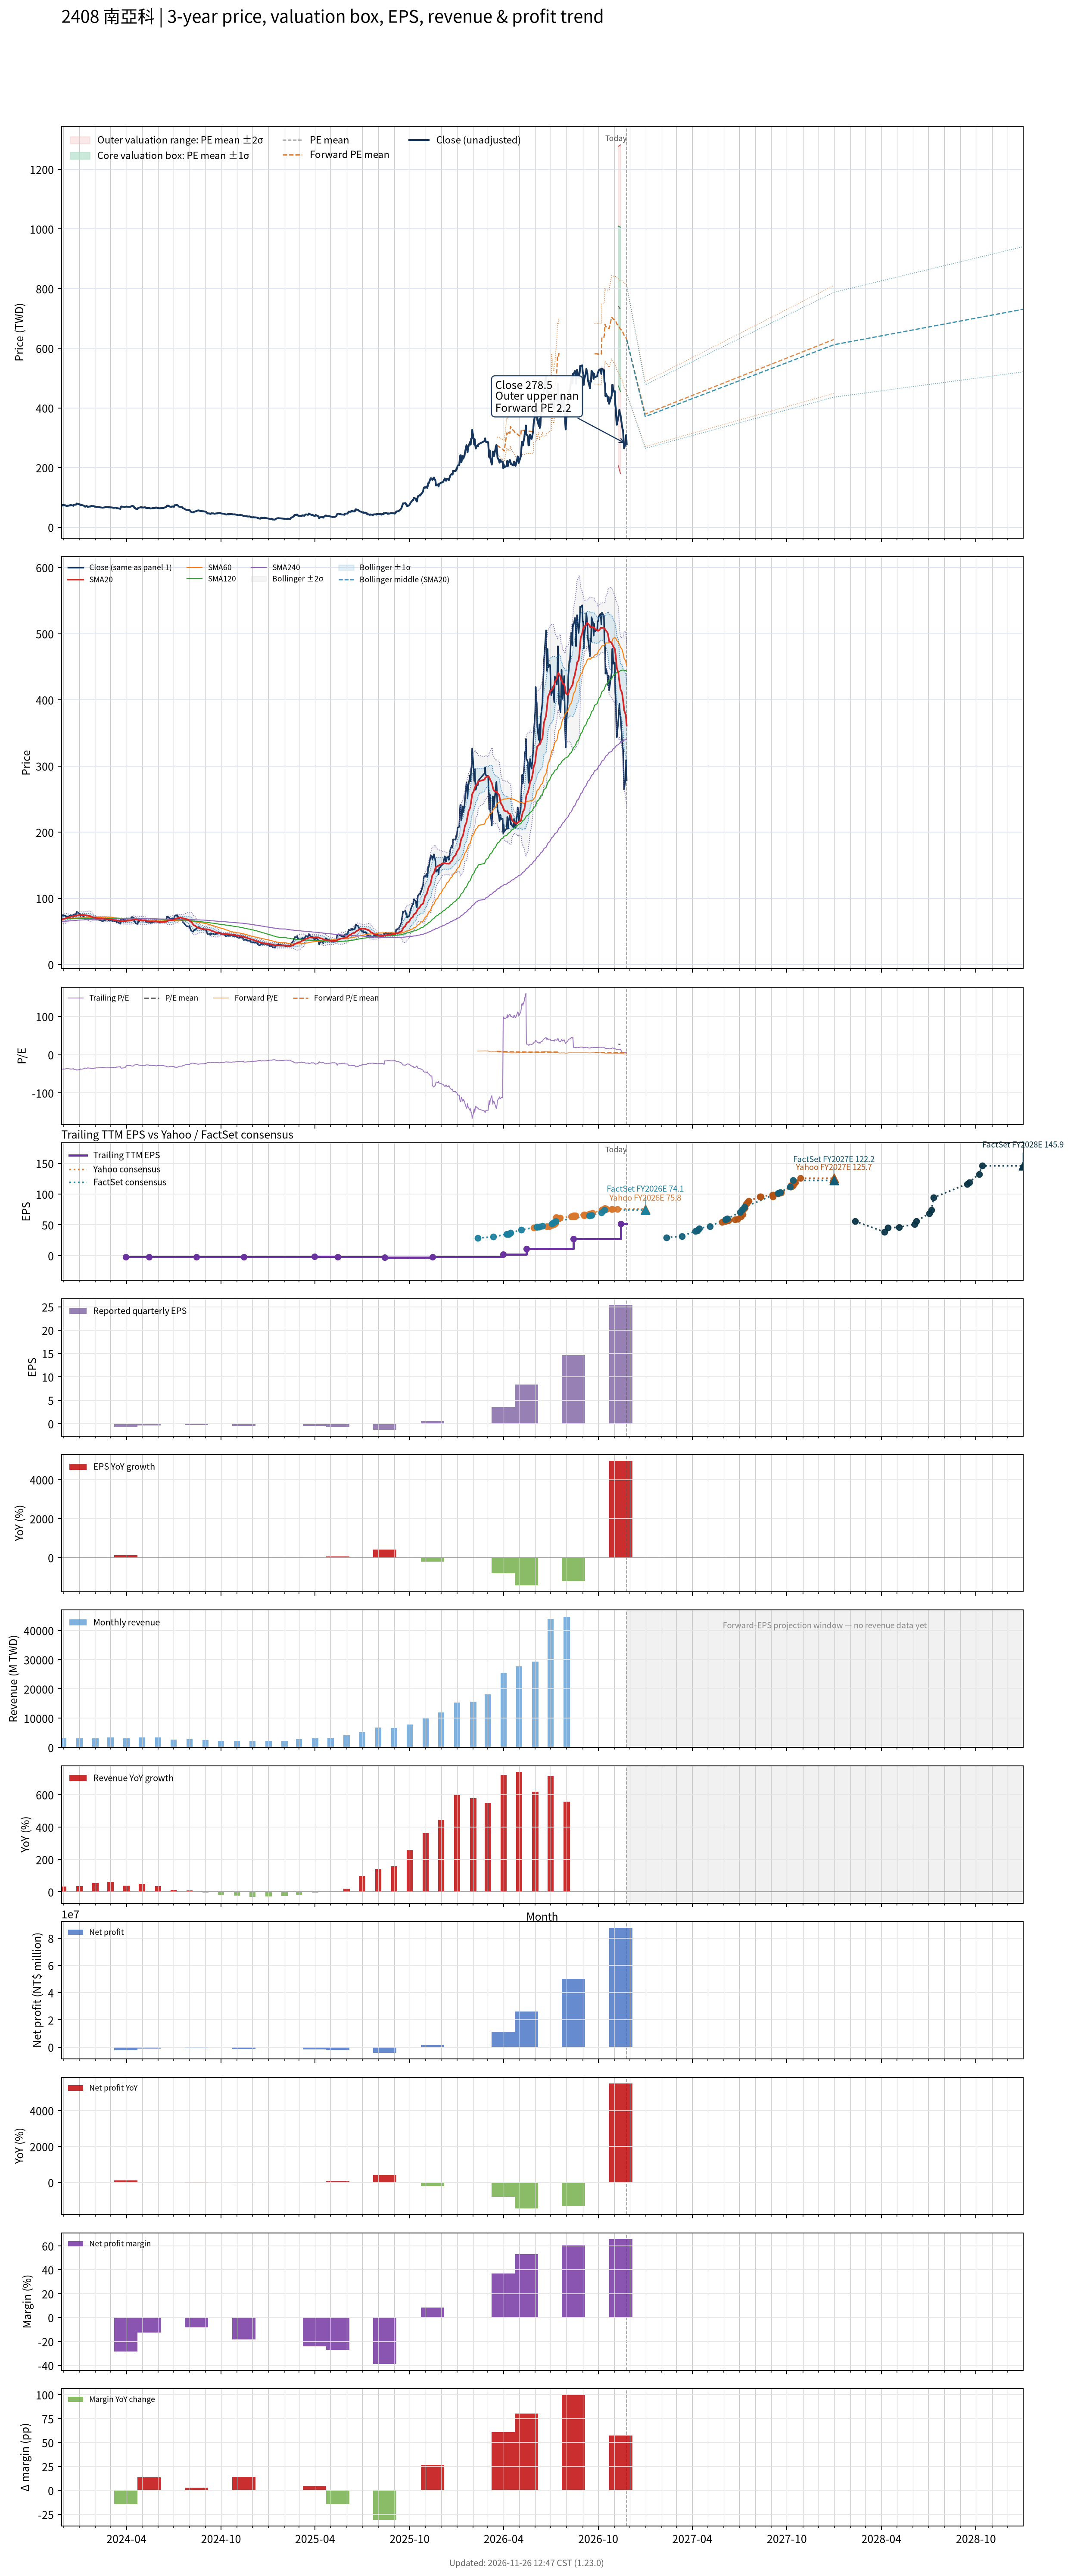 2408 南亞科 | 3-year price, valuation box, EPS, revenue & profit trend
Outer valuation range: PE mean ±2σ
Core valuation box: PE mean ±1σ
PE mean
Forward PE mean
Close (unadjusted)
Today
Price (TWD)
1200
1000
800
600
400
200
0
Close 278.5
Outer upper nan
Forward PE 2.2
Close (same as panel 1)
SMA20
SMA60
SMA120
SMA240
Bollinger ±2σ
Bollinger ±1σ
Bollinger middle (SMA20)
Price
600
500
400
300
200
100
0
Trailing P/E
P/E mean
Forward P/E
Forward P/E mean
P/E
100
0
-100
Trailing TTM EPS vs Yahoo / FactSet consensus
Trailing TTM EPS
Yahoo consensus
FactSet consensus
Today
FactSet FY2026E 74.1
Yahoo FY2026E 75.8
FactSet FY2027E 122.2
Yahoo FY2027E 125.7
FactSet FY2028E 145.9
EPS
150
100
50
0
Reported quarterly EPS
EPS
25
20
15
10
5
0
EPS YoY growth
YoY (%)
4000
2000
0
Monthly revenue
Forward-EPS projection window — no revenue data yet
Revenue (M TWD)
40000
30000
20000
10000
0
Revenue YoY growth
YoY (%)
600
400
200
0
Month
1e7
Net profit
Net profit (NT$ million)
8
6
4
2
0
Net profit YoY
YoY (%)
4000
2000
0
Net profit margin
Margin (%)
60
40
20
0
-20
-40
Margin YoY change
Δ margin (pp)
100
75
50
25
0
-25
2024-04
2024-10
2025-04
2025-10
2026-04
2026-10
2027-04
2027-10
2028-04
2028-10
Updated: 2026-11-26 12:47 CST (1.23.0)